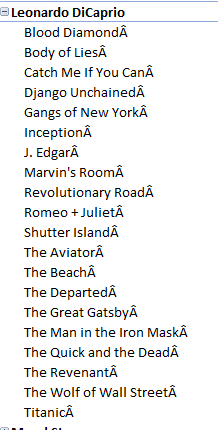 Leonardo DiCaprio
Blood DiamondÂ
Body of LiesÂ
Catch Me If You CanÂ
Django UnchainedÂ
Gangs of New YorkÂ
InceptionÂ
J. EdgarÂ
Marvin's RoomÂ
Revolutionary RoadÂ
Romeo + JulietÂ
Shutter IslandÂ
The AviatorÂ
The BeachÂ
The DepartedÂ
The Great GatsbyÂ
The Man in the Iron MaskÂ
The Quick and the DeadÂ
The RevenantÂ
The Wolf of Wall StreetÂ
TitanicÂ